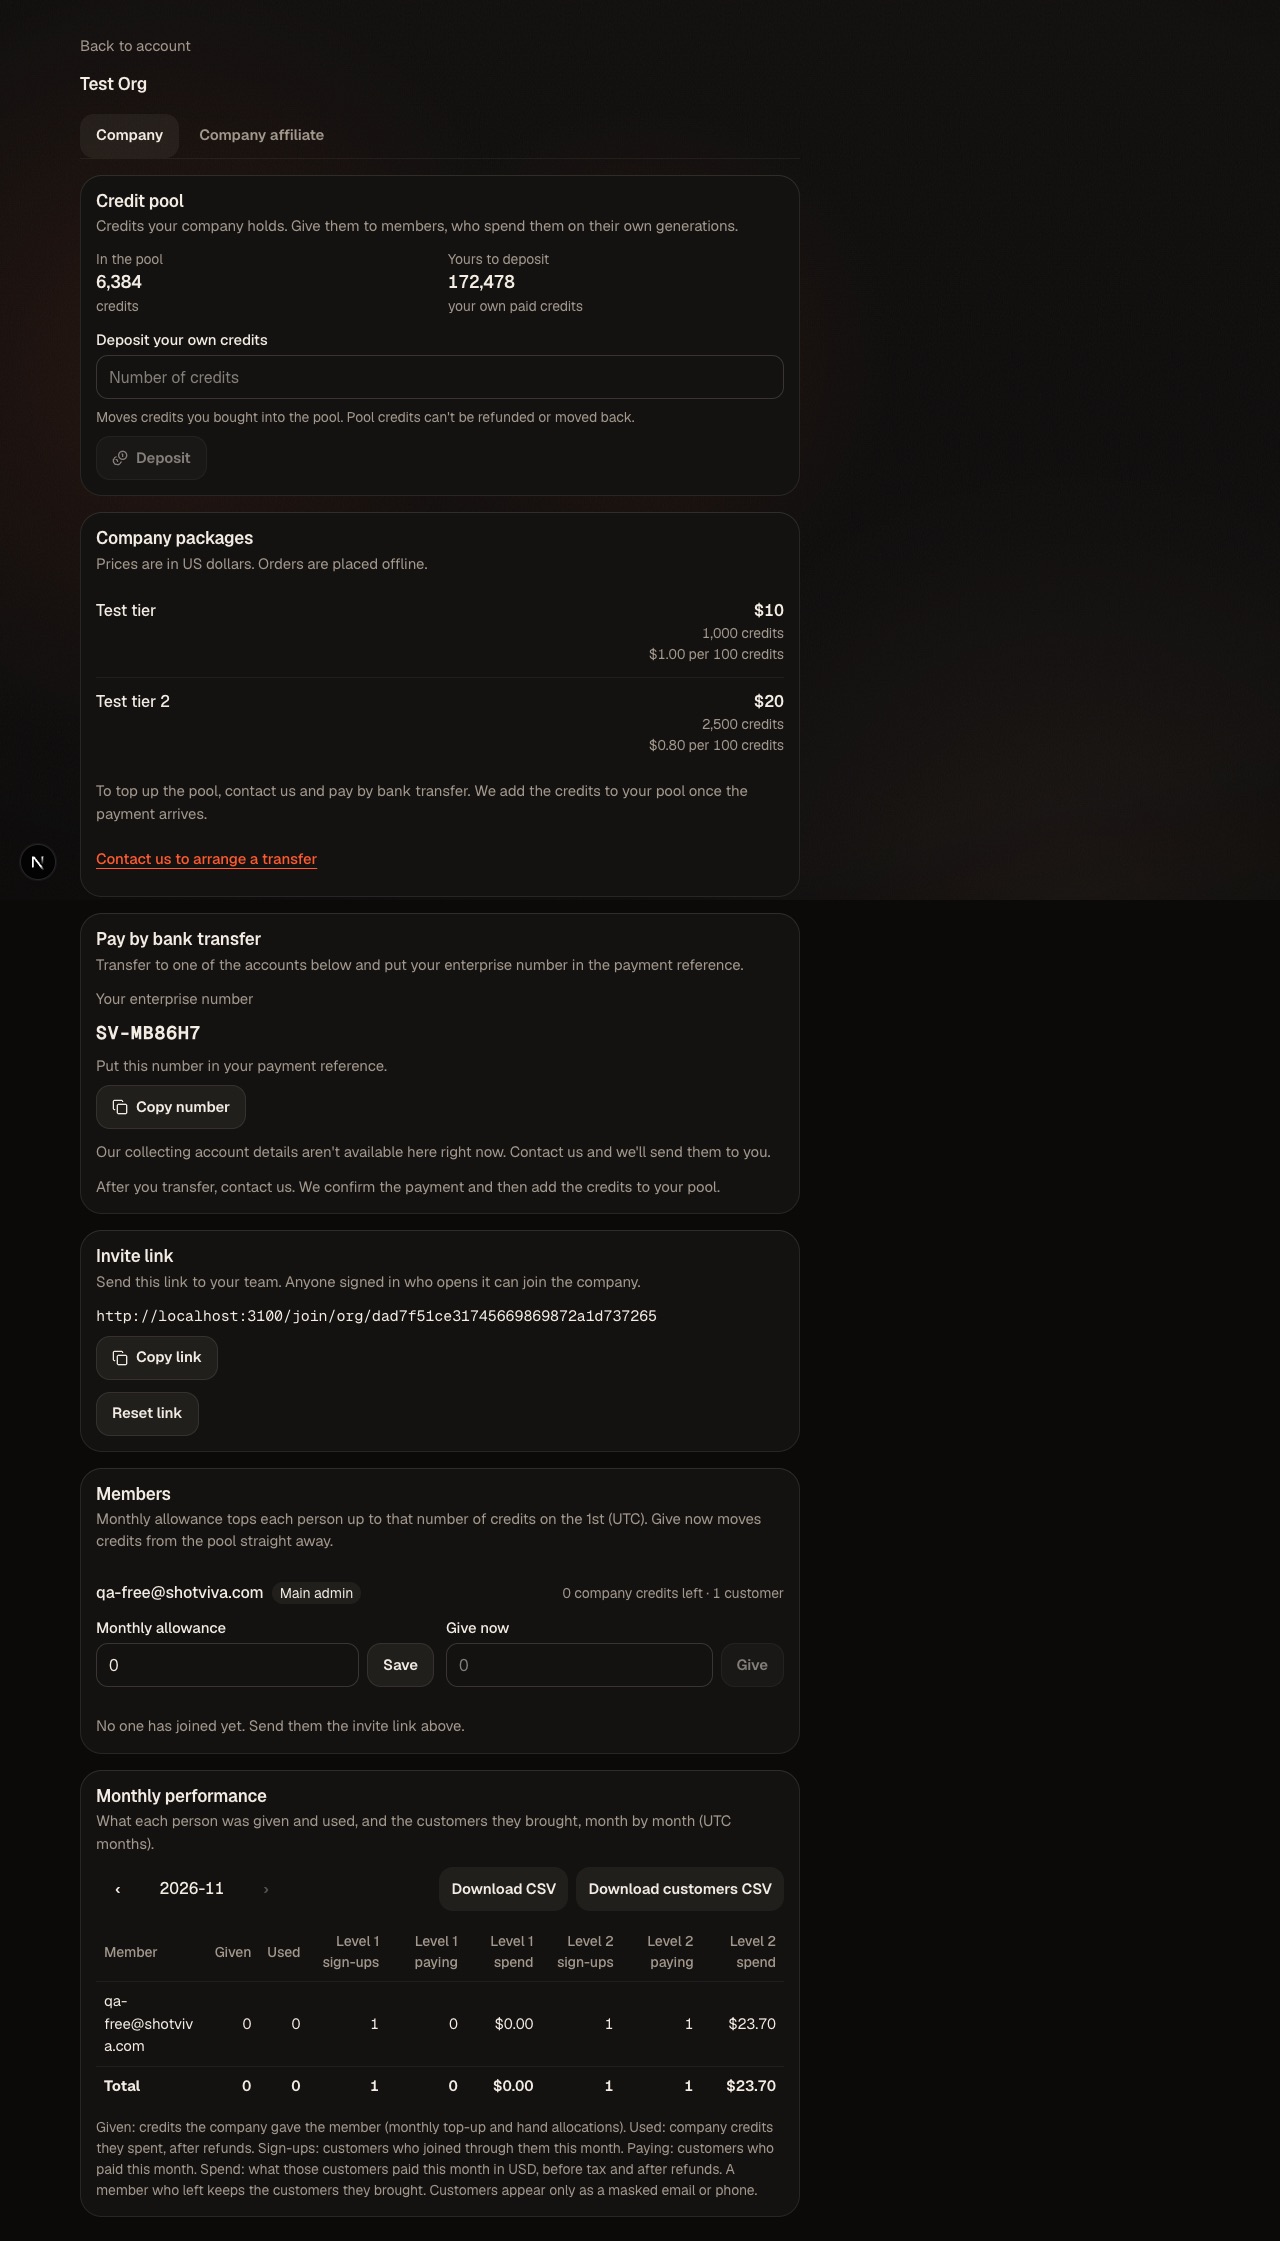 Back to account
Test Org
Company
Company affiliate
Credit pool
Credits your company holds. Give them to members, who spend them on their own generations.
In the pool
Yours to deposit
6,384
172,478
credits
your own paid credits
Deposit your own credits
Number of credits
Moves credits you bought into the pool. Pool credits can't be refunded or moved back.
Deposit
Company packages
Prices are in US dollars. Orders are placed offline.
Test tier
$10
1,000 credits
$1.00 per 100 credits
Test tier 2
$20
2,500 credits
$0.80 per 100 credits
To top up the pool, contact us and pay by bank transfer. We add the credits to your pool once the
payment arrives.
Contact us to arrange a transfer
N
Pay by bank transfer
Transfer to one of the accounts below and put your enterprise number in the payment reference.
Your enterprise number
SV-MB86H7
Put this number in your payment reference.
Copy number
Our collecting account details aren't available here right now. Contact us and we'll send them to you.
After you transfer, contact us. We confirm the payment and then add the credits to your pool.
Invite link
Send this link to your team. Anyone signed in who opens it can join the company.
http://localhost:3100/join/org/dad7f51ce31745669869872a1d737265
Copy link
Reset link
Members
Monthly allowance tops each person up to that number of credits on the 1st (UTC). Give now moves
credits from the pool straight away.
qa-free@shotviva.com Main admin
0 company credits left · 1 customer
Monthly allowance
Give now
0
Save
0
Give
No one has joined yet. Send them the invite link above.
Monthly performance
What each person was given and used, and the customers they brought, month by month (UTC
months).
‹ 2026-11 ›
Download CSV
Download customers CSV
Member Given Used Level 1 sign-ups Level 1 paying Level 1 spend Level 2 sign-ups Level 2 paying Level 2 spend
qa-
free@shotviv
a.com
0 0 1 0 $0.00 1 1 $23.70
Total 0 0 1 0 $0.00 1 1 $23.70
Given: credits the company gave the member (monthly top-up and hand allocations). Used: company credits
they spent, after refunds. Sign-ups: customers who joined through them this month. Paying: customers who
paid this month. Spend: what those customers paid this month in USD, before tax and after refunds. A
member who left keeps the customers they brought. Customers appear only as a masked email or phone.